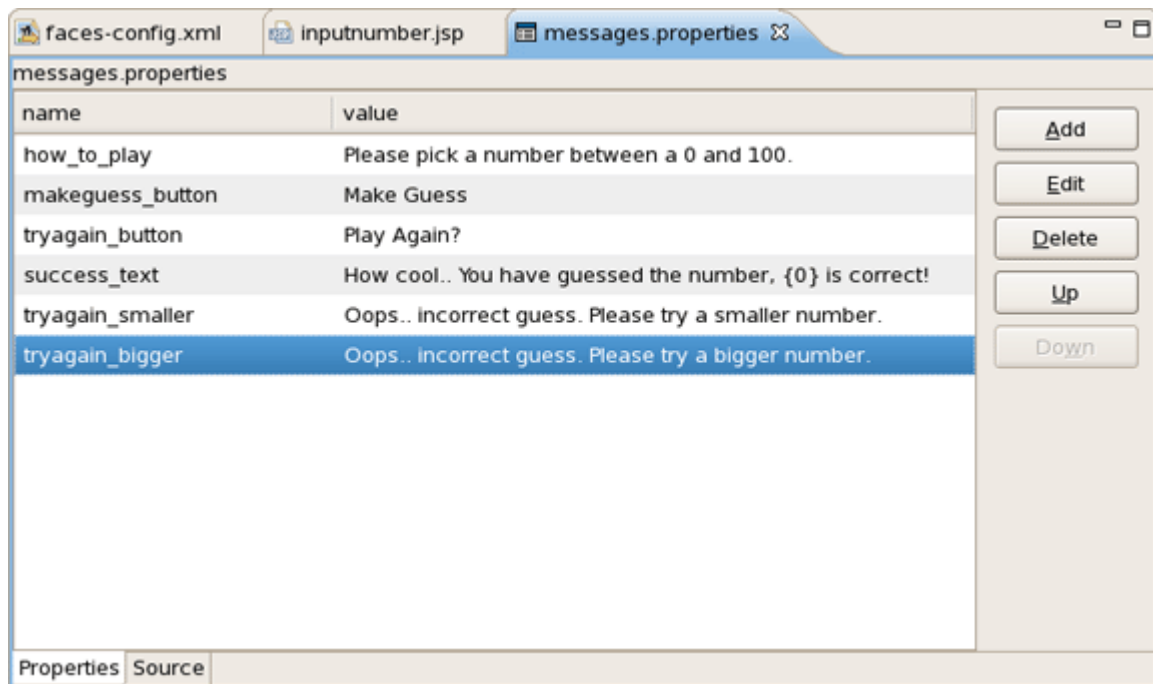 faces-config.xml inputnumber.jsp messages.properties
messages.properties
name value
how_to_play Please pick a number between a 0 and 100.
makeguess_button Make Guess
tryagain_button Play Again?
success_text How cool.. You have guessed the number, {0} is correct!
tryagain_smaller Oops.. incorrect guess. Please try a smaller number.
tryagain_bigger Oops.. incorrect guess. Please try a bigger number.
Add
Edit
Delete
Up
Down
Properties Source